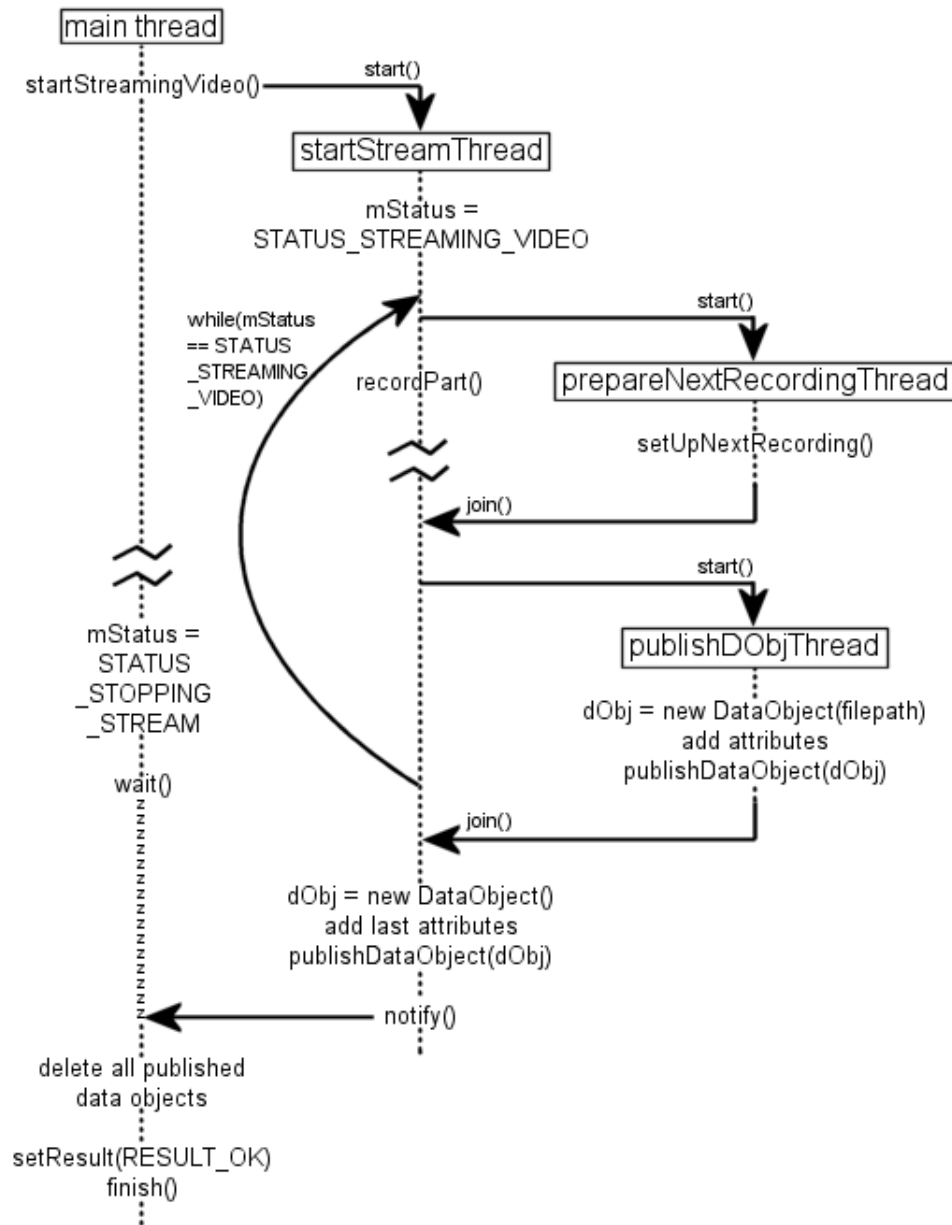 main thread
startStreamingVideo()
start()
startStreamThread
mStatus =
STATUS_STREAMING_VIDEO
while(mStatus
== STATUS
_STREAMING
_VIDEO)
start()
recordPart()
prepareNextRecordingThread
setUpNextRecording()
join()
start()
publishDObjThread
mStatus =
STATUS
_STOPPING
_STREAM
dObj = new DataObject(filepath)
add attributes
publishDataObject(dObj)
wait()
z
z
z
z
z
z
z
z
z
z
z
z
z
z
join()
dObj = new DataObject()
add last attributes
publishDataObject(dObj)
notify()
delete all published
data objects
setResult(RESULT_OK)
finish()